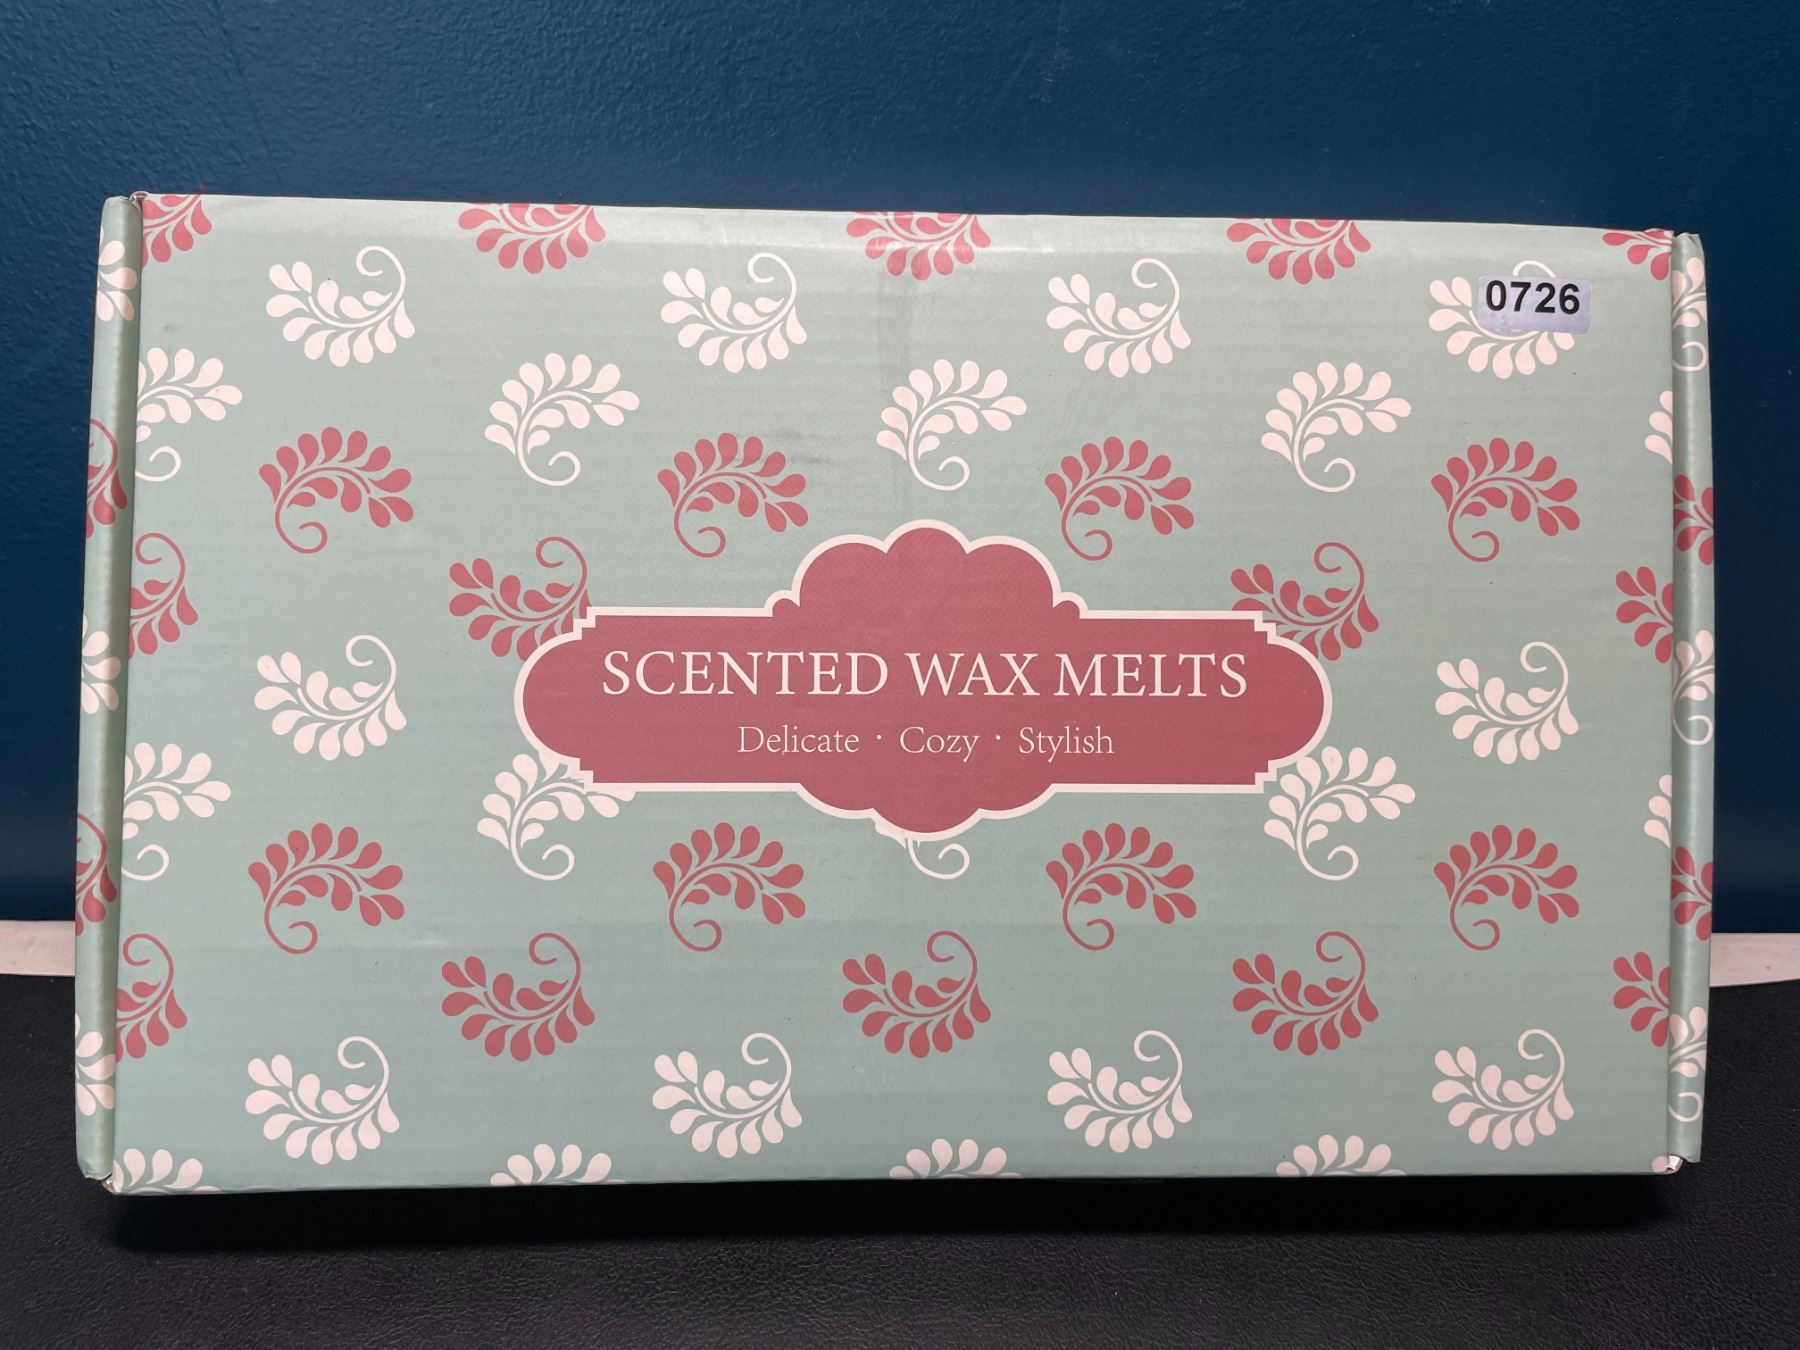 0726
SCENTED WAX MELTS
Delicate · Cozy · Stylish